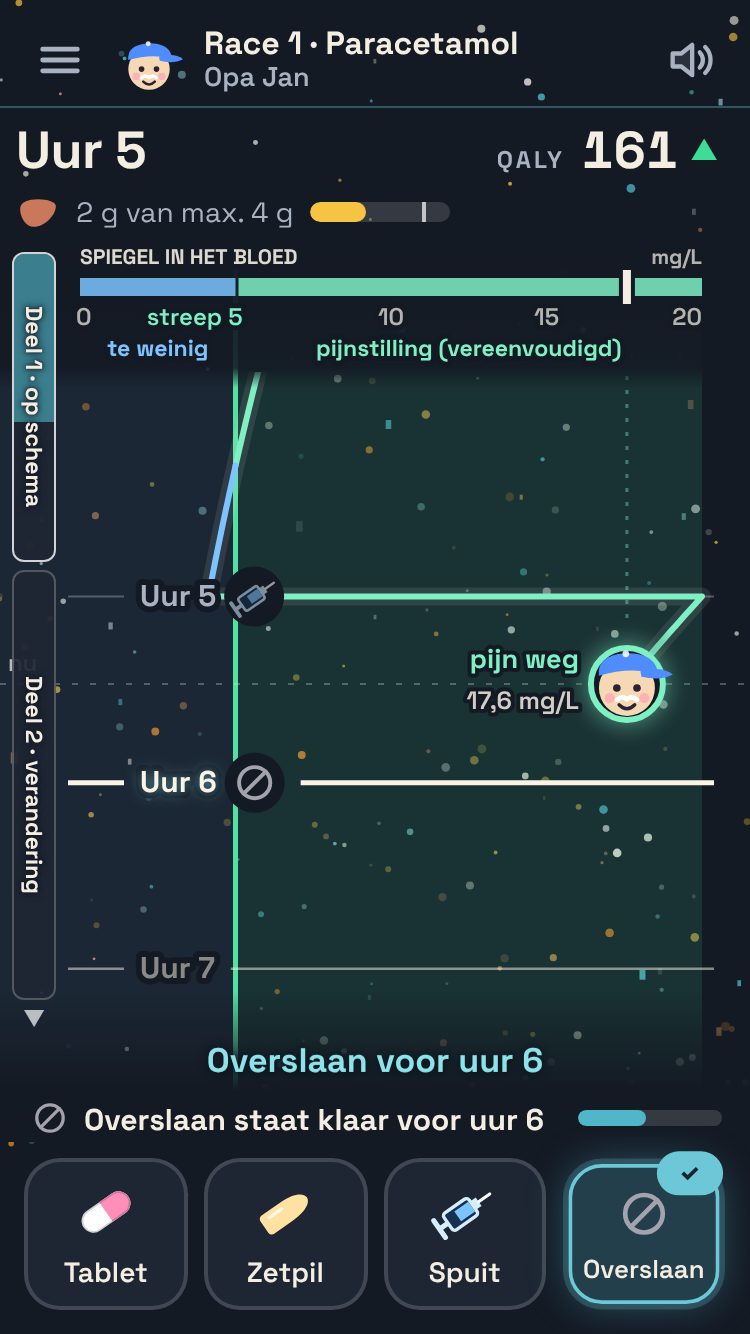 Race 1 · Paracetamol
Opa Jan
Uur 5
QALY 161
2 g van max. 4 g
SPIEGEL IN HET BLOED mg/L
0 streep 5 10 15 20
te weinig pijnstilling (vereenvoudigd)
Deel 1 · op schema
Uur 5
pijn weg
nu
17,6 mg/L
Deel 2 · verandering
Uur 6
Uur 7
Overslaan voor uur 6
Overslaan staat klaar voor uur 6
Tablet
Zetpil
Spuit
Overslaan